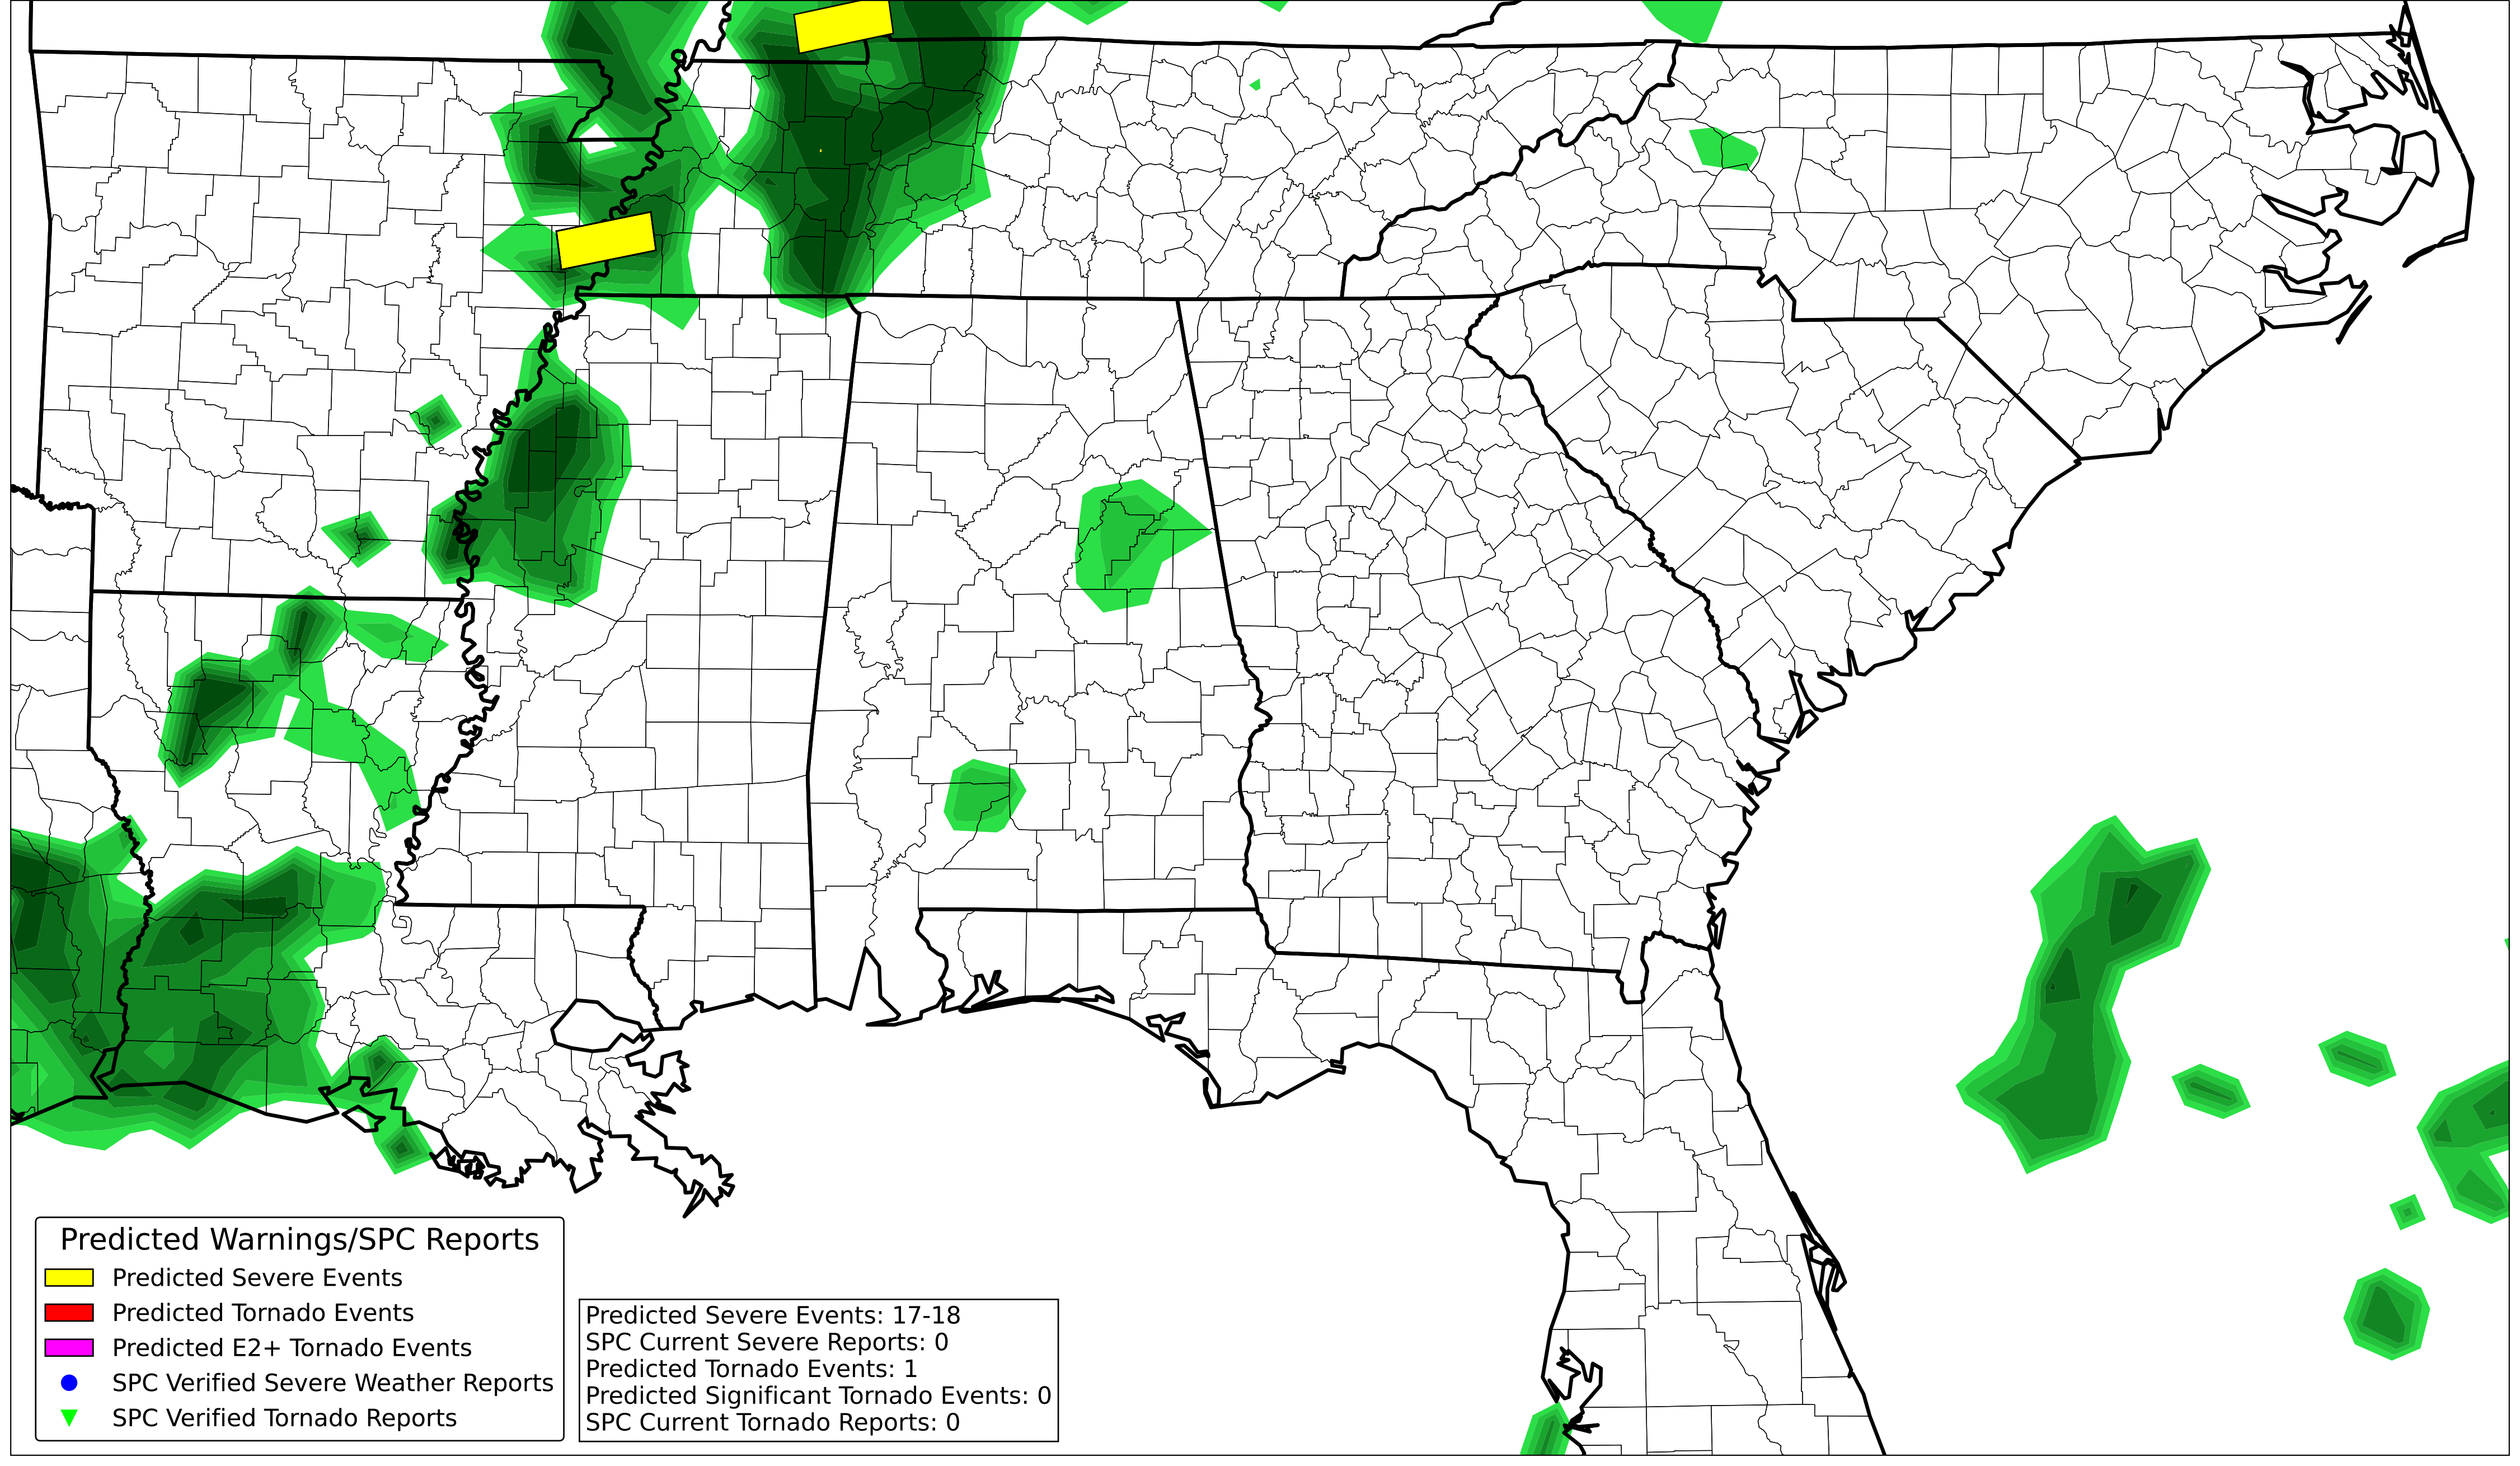 Predicted Warnings/SPC Reports
Predicted Severe Events
Predicted Tornado Events
Predicted E2+ Tornado Events
SPC Verified Severe Weather Reports
SPC Verified Tornado Reports
Predicted Severe Events: 17-18
SPC Current Severe Reports: 0
Predicted Tornado Events: 1
Predicted Significant Tornado Events: 0
SPC Current Tornado Reports: 0